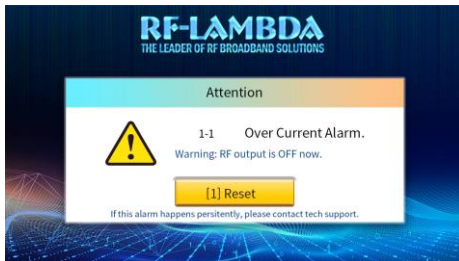 RF-LAMBDA
THE LEADER OF RF BROADBAND SOLUTIONS
Attention
1-1 Over Current Alarm.
Warning: RF output is OFF now.
[1] Reset
If this alarm happens persitently, please contact tech support.